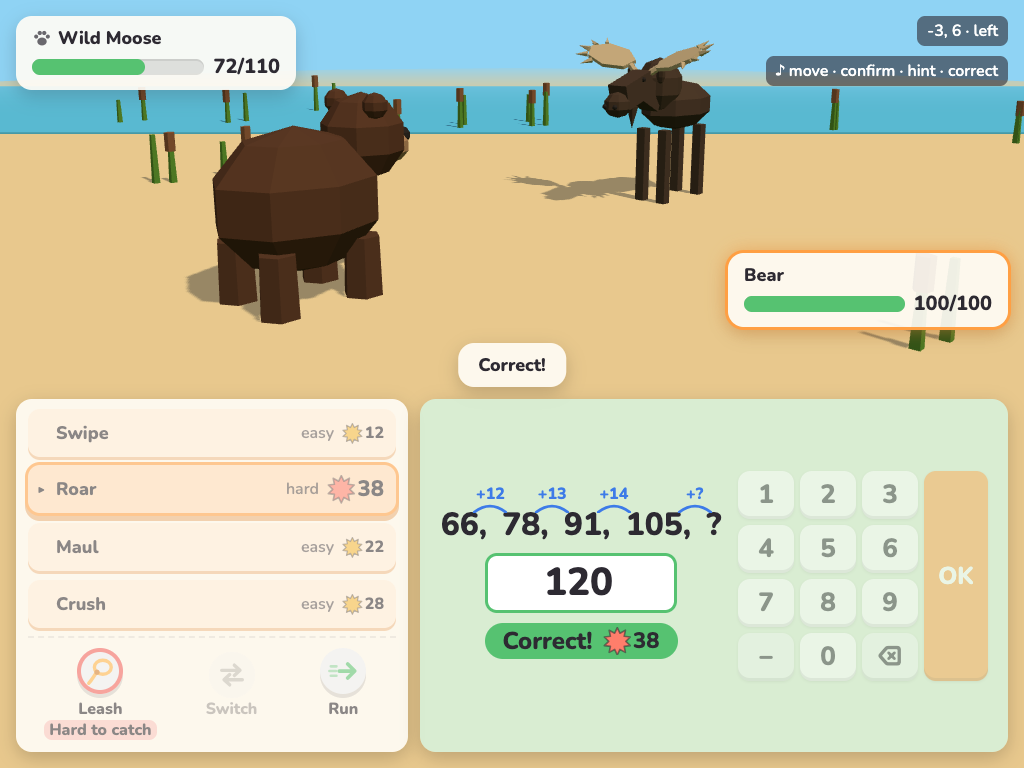 Wild Moose
72/110
-3, 6 · left
♪ move · confirm · hint · correct
Bear
100/100
Correct!
Swipe easy 12
▸ Roar hard 38
Maul easy 22
Crush easy 28
Leash
Hard to catch
Switch
Run
+12 +13 +14 +?
66, 78, 91, 105, ?
120
Correct! 38
1 2 3
4 5 6
7 8 9
– 0
OK